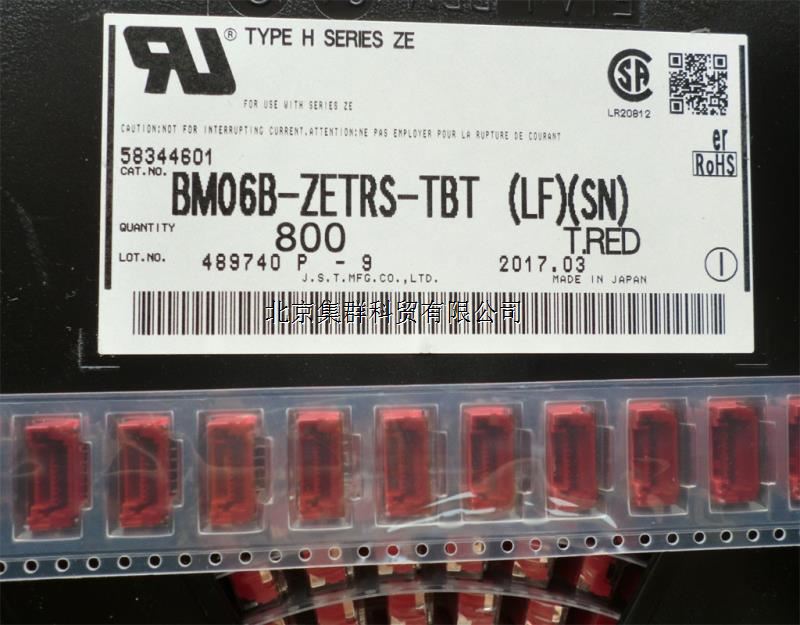 ® TYPE H SERIES ZE
FOR USE WITH SERIES ZE
LR20812
CAUTION:NOT FOR INTERRUPTING CURRENT.ATTENTION:NE PAS EMPLOYER POUR LA RUPTURE DE COURANT
er
RoHS
58344601
CAT.NO. BM06B-ZETRS-TBT (LF)(SN)
QUANTITY 800 T.RED
LOT.NO. 489740 P - 9 2017.03
J.S.T.MFG.CO.,LTD. MADE IN JAPAN
北京集群科贸有限公司